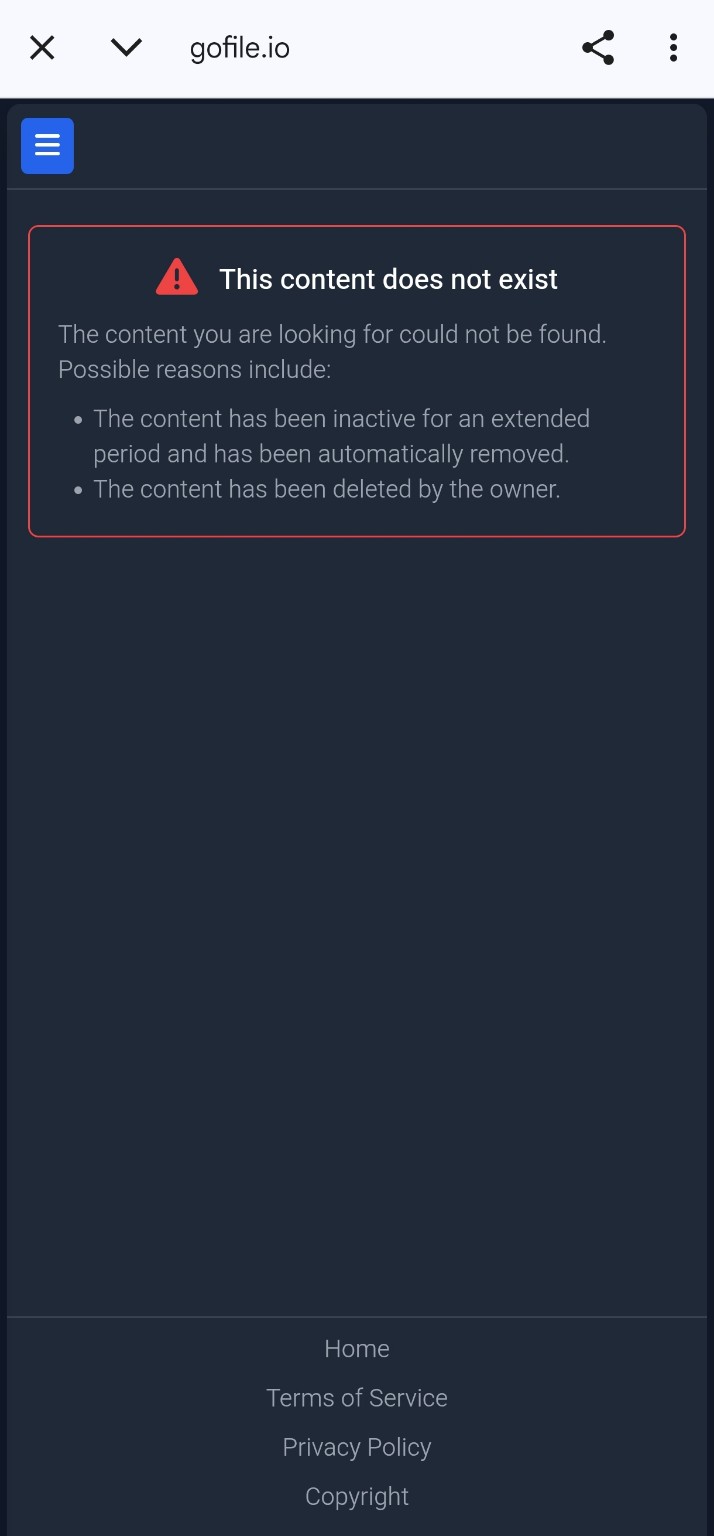 gofile.io
This content does not exist
The content you are looking for could not be found.
Possible reasons include:
The content has been inactive for an extended
period and has been automatically removed.
The content has been deleted by the owner.
Home
Terms of Service
Privacy Policy
Copyright